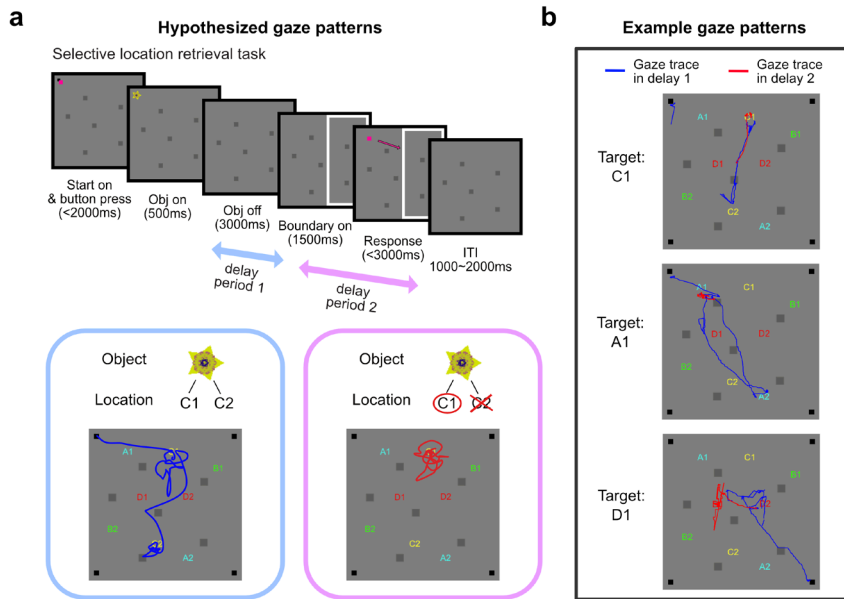 a
Hypothesized gaze patterns
Selective location retrieval task
Start on
& button press
(<2000ms)
Obj on
(500ms)
Obj off
(3000ms)
Boundary on
(1500ms)
Response
(<3000ms)
ITI
1000~2000ms
delay
period 1
delay
period 2
Object
Location
C1 C2
A1
B1
D1 D2
B2
A2
Object
Location
C1 C2
A1
B1
D1 D2
B2
C2
A2
b
Example gaze patterns
Gaze trace
in delay 1
Gaze trace
in delay 2
Target:
C1
A1
C1
B1
D1 D2
B2
C2
A2
Target:
A1
A1
C1
B1
D1 D2
B2
C2
A2
Target:
D1
A1
C1
B1
B2
C2
A2